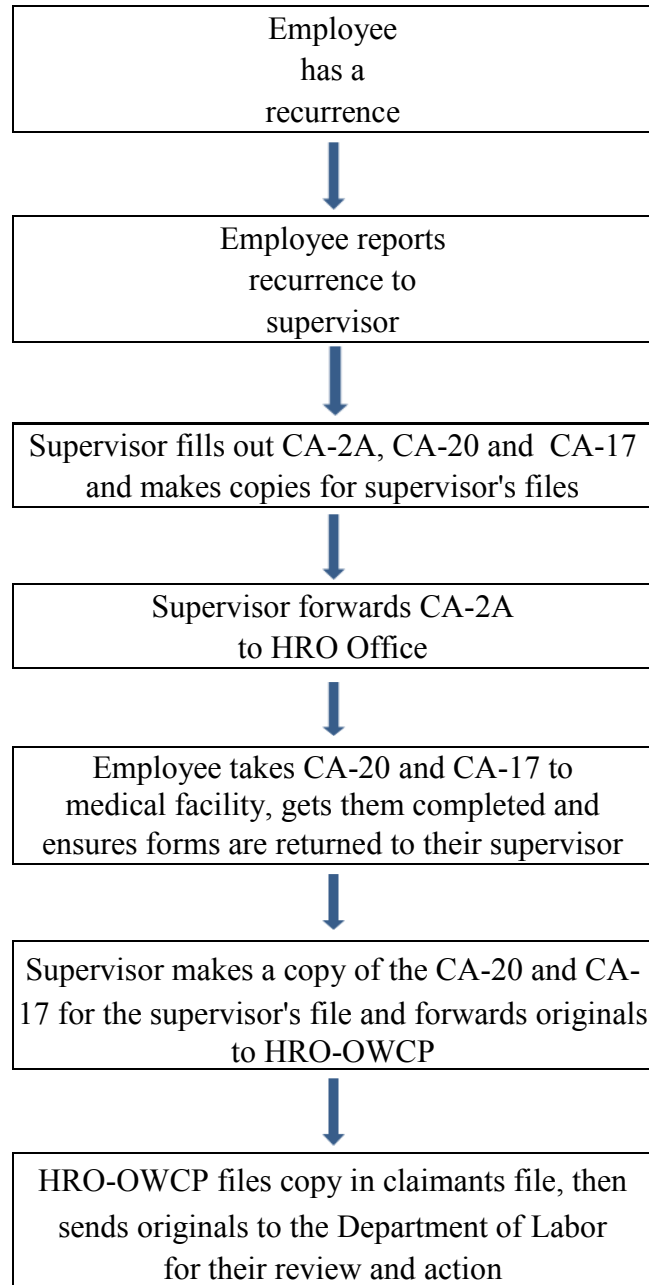 Employee
has a
recurrence
Employee reports
recurrence to
supervisor
Supervisor fills out CA-2A, CA-20 and CA-17
and makes copies for supervisor's files
Supervisor forwards CA-2A
to HRO Office
Employee takes CA-20 and CA-17 to
medical facility, gets them completed and
ensures forms are returned to their supervisor
Supervisor makes a copy of the CA-20 and CA-
17 for the supervisor's file and forwards originals
to HRO-OWCP
HRO-OWCP files copy in claimants file, then
sends originals to the Department of Labor
for their review and action